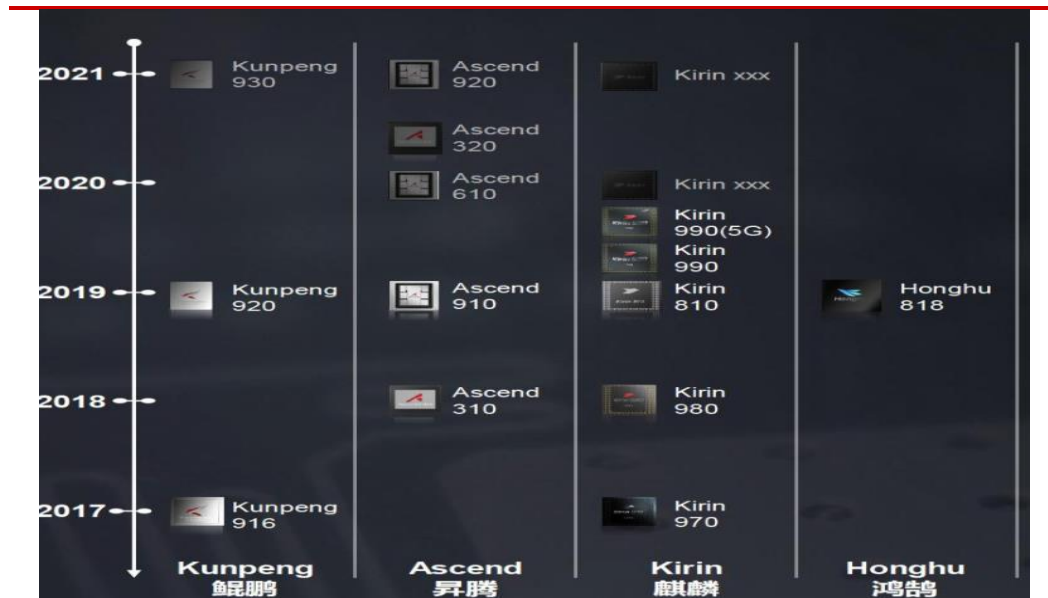 2021
Kunpeng
930
Ascend
920
Kirin xxx
Ascend
320
2020
Ascend
610
Kirin xxx
Kirin
990(5G)
Kirin
990
2019
Kunpeng
920
Ascend
910
Kirin
810
Honghu
818
2018
Ascend
310
Kirin
980
2017
Kunpeng
916
Kirin
970
Kunpeng
鲲鹏
Ascend
昇腾
Kirin
麒麟
Honghu
鸿鹄